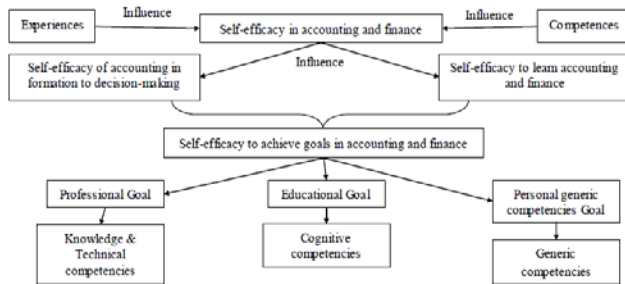 Influence
Influence
Experiences
Self-efficacy in accounting and finance
Competences
Self-efficacy of accounting in
formation to decision-making
Influence
Self-efficacy to learn accounting
and finance
Self-efficacy to achieve goals in accounting and finance
Professional Goal
Educational Goal
Personal generic
competencies Goal
Knowledge &
Technical
competencies
Cognitive
competencies
Generic
competencies